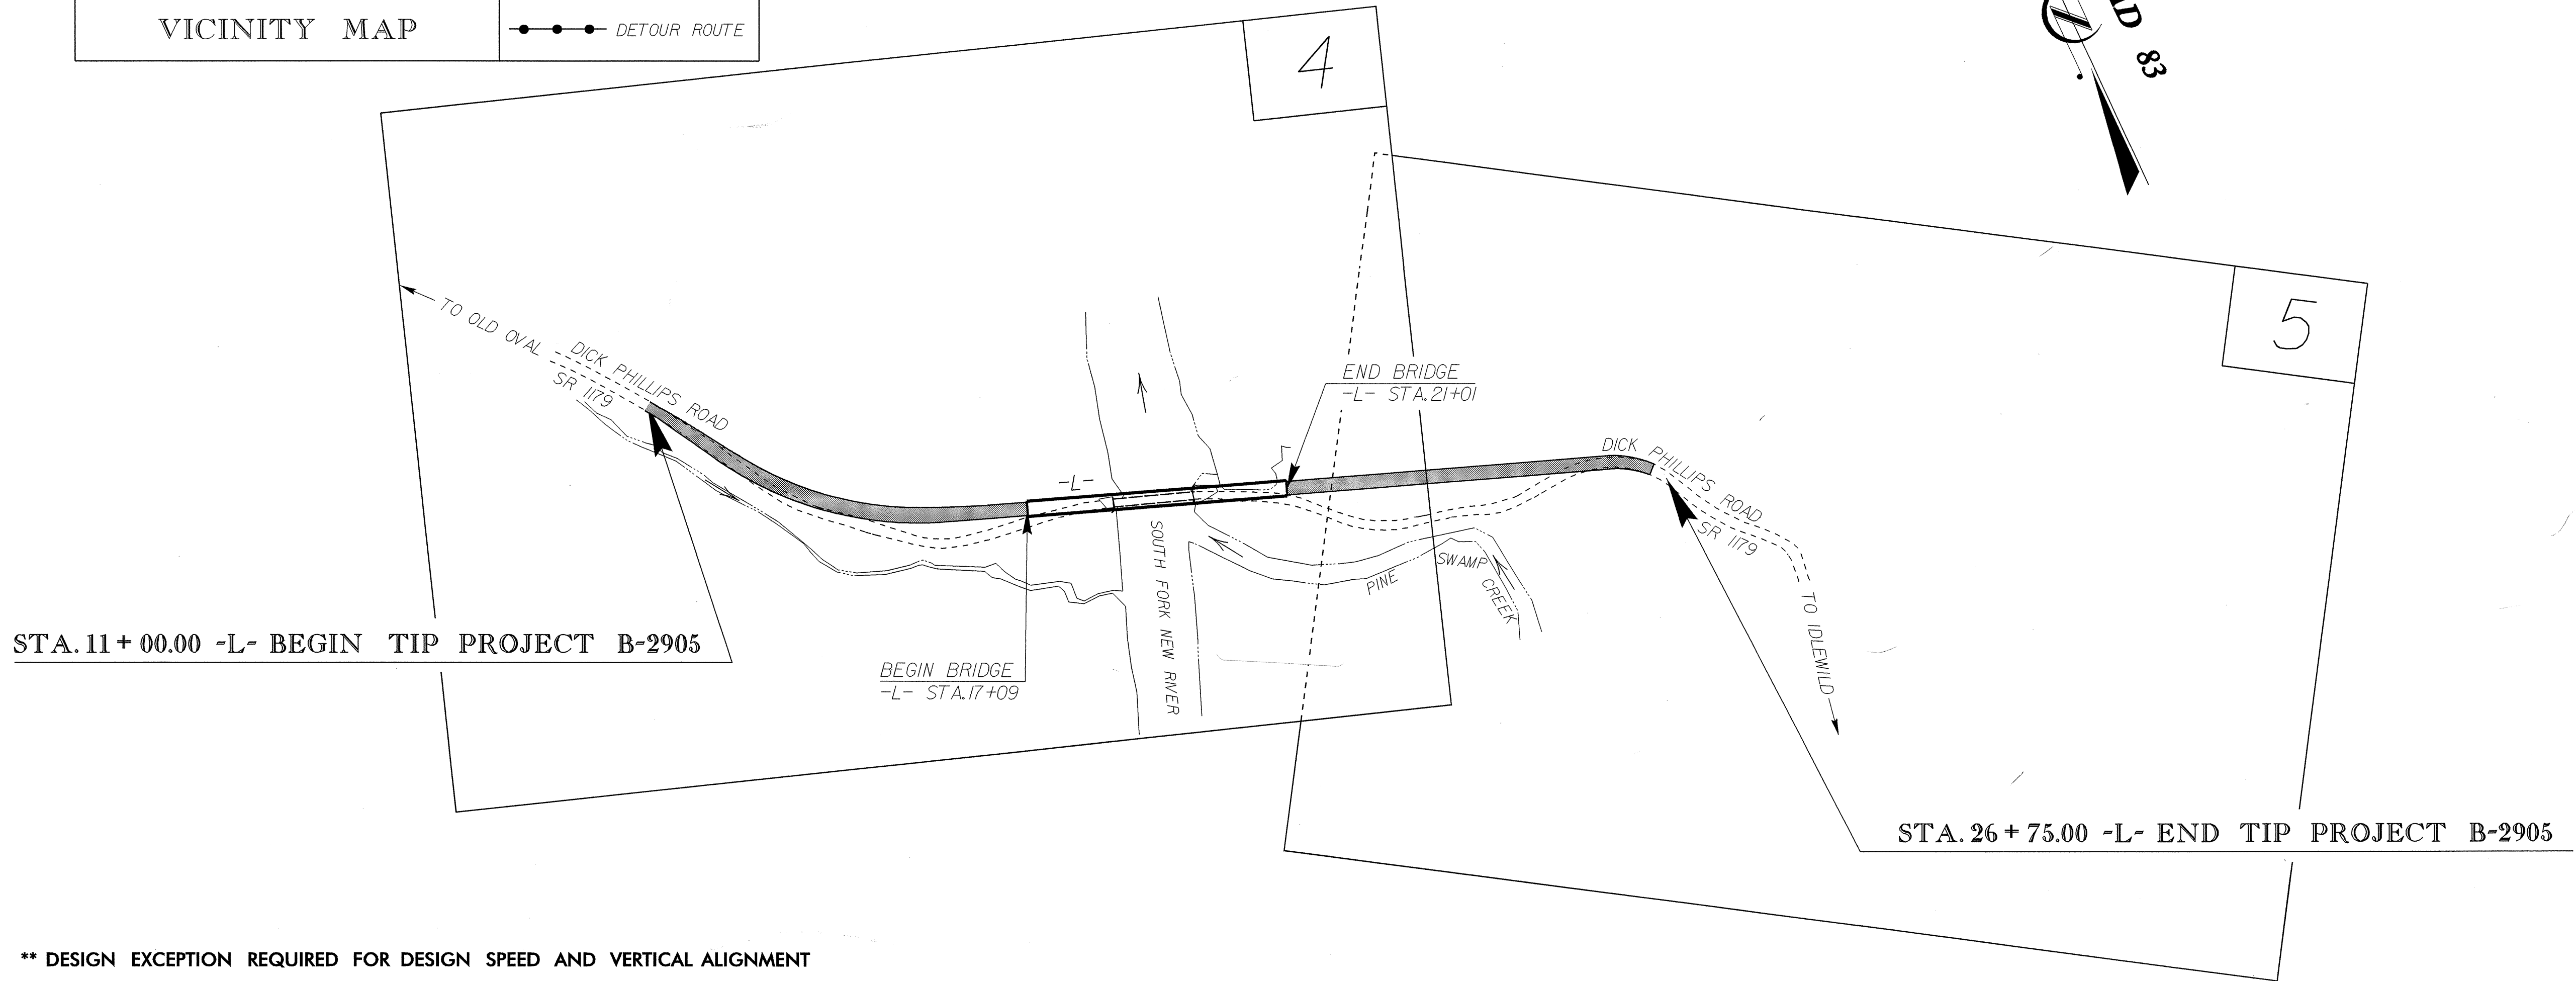 VICINITY MAP
DETOUR ROUTE
4
83
5
TO OLD OVAL
DICK PHILLIPS ROAD
SR 1179
END BRIDGE
-L- STA.21+01
-L-
DICK PHILLIPS ROAD
SR 1179
SOUTH FORK NEW RIVER
PINE SWAMP CREEK
TO IDLEWILD
STA. 11+00.00 -L- BEGIN TIP PROJECT B-2905
BEGIN BRIDGE
-L- STA.17+09
STA. 26+75.00 -L- END TIP PROJECT B-2905
** DESIGN EXCEPTION REQUIRED FOR DESIGN SPEED AND VERTICAL ALIGNMENT